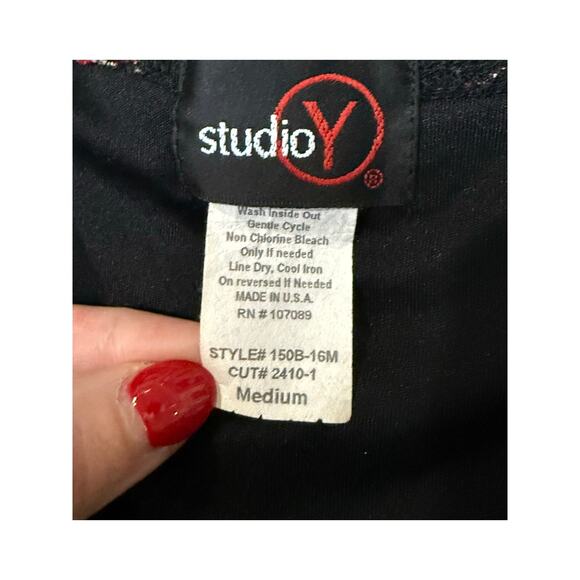 studio Y
®
Wash Inside Out
Gentle Cycle
Non Chlorine Bleach
Only If needed
Line Dry, Cool Iron
On reversed If Needed
MADE IN U.S.A.
RN # 107089
STYLE# 150B-16M
CUT# 2410-1
Medium